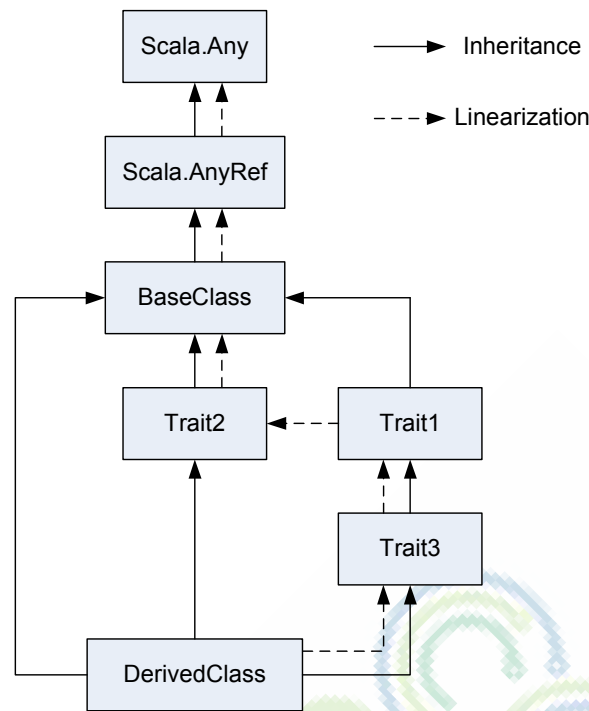 Scala.Any
Inheritance
Linearization
Scala.AnyRef
BaseClass
Trait2
Trait1
Trait3
DerivedClass